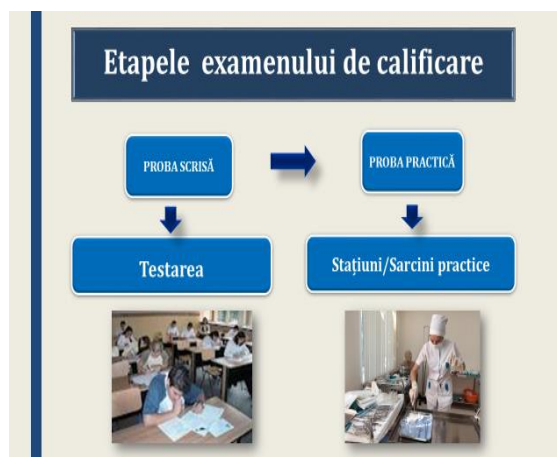 Etapele examenului de calificare
PROBA SCRISĂ
PROBA PRACTICĂ
Testarea
Stațiuni/Sarcini practice